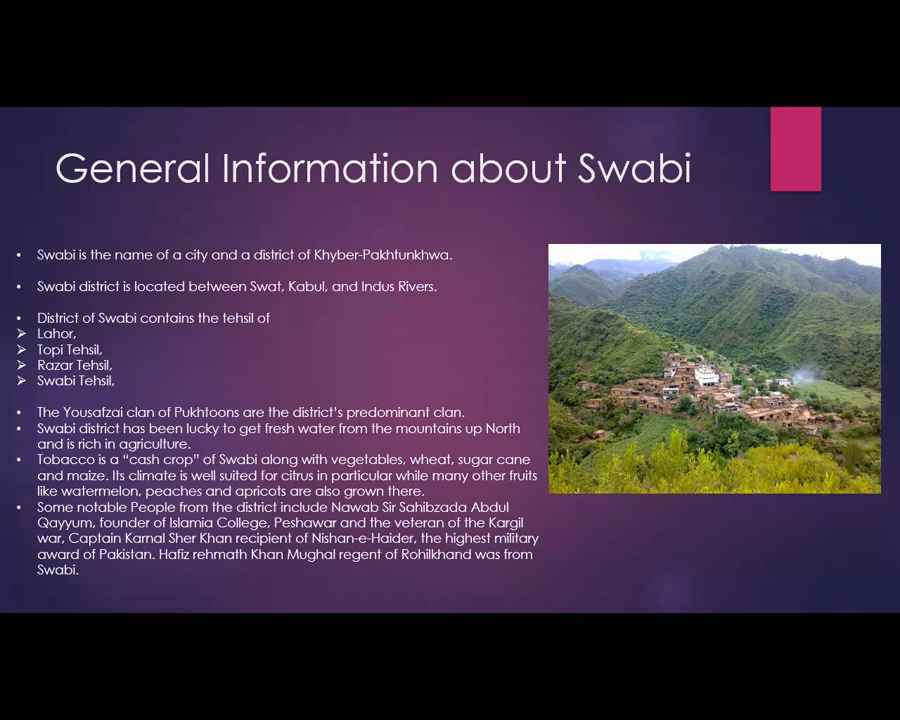 General Information about Swabi
• Swabi is the name of a city and a district of Khyber-Pakhtunkhwa.
• Swabi district is located between Swat, Kabul, and Indus Rivers.
• District of Swabi contains the tehsil of
➢ Lahor,
➢ Topi Tehsil,
➢ Razar Tehsil,
➢ Swabi Tehsil,
• The Yousafzai clan of Pukhtoons are the district’s predominant clan.
• Swabi district has been lucky to get fresh water from the mountains up North
and is rich in agriculture.
• Tobacco is a “cash crop” of Swabi along with vegetables, wheat, sugar cane
and maize. Its climate is well suited for citrus in particular while many other fruits
like watermelon, peaches and apricots are also grown there.
• Some notable People from the district include Nawab Sir Sahibzada Abdul
Qayyum, founder of Islamia College, Peshawar and the veteran of the Kargil
war, Captain Karnal Sher Khan recipient of Nishan-e-Haider, the highest military
award of Pakistan. Hafiz rehmath Khan Mughal regent of Rohilkhand was from
Swabi.